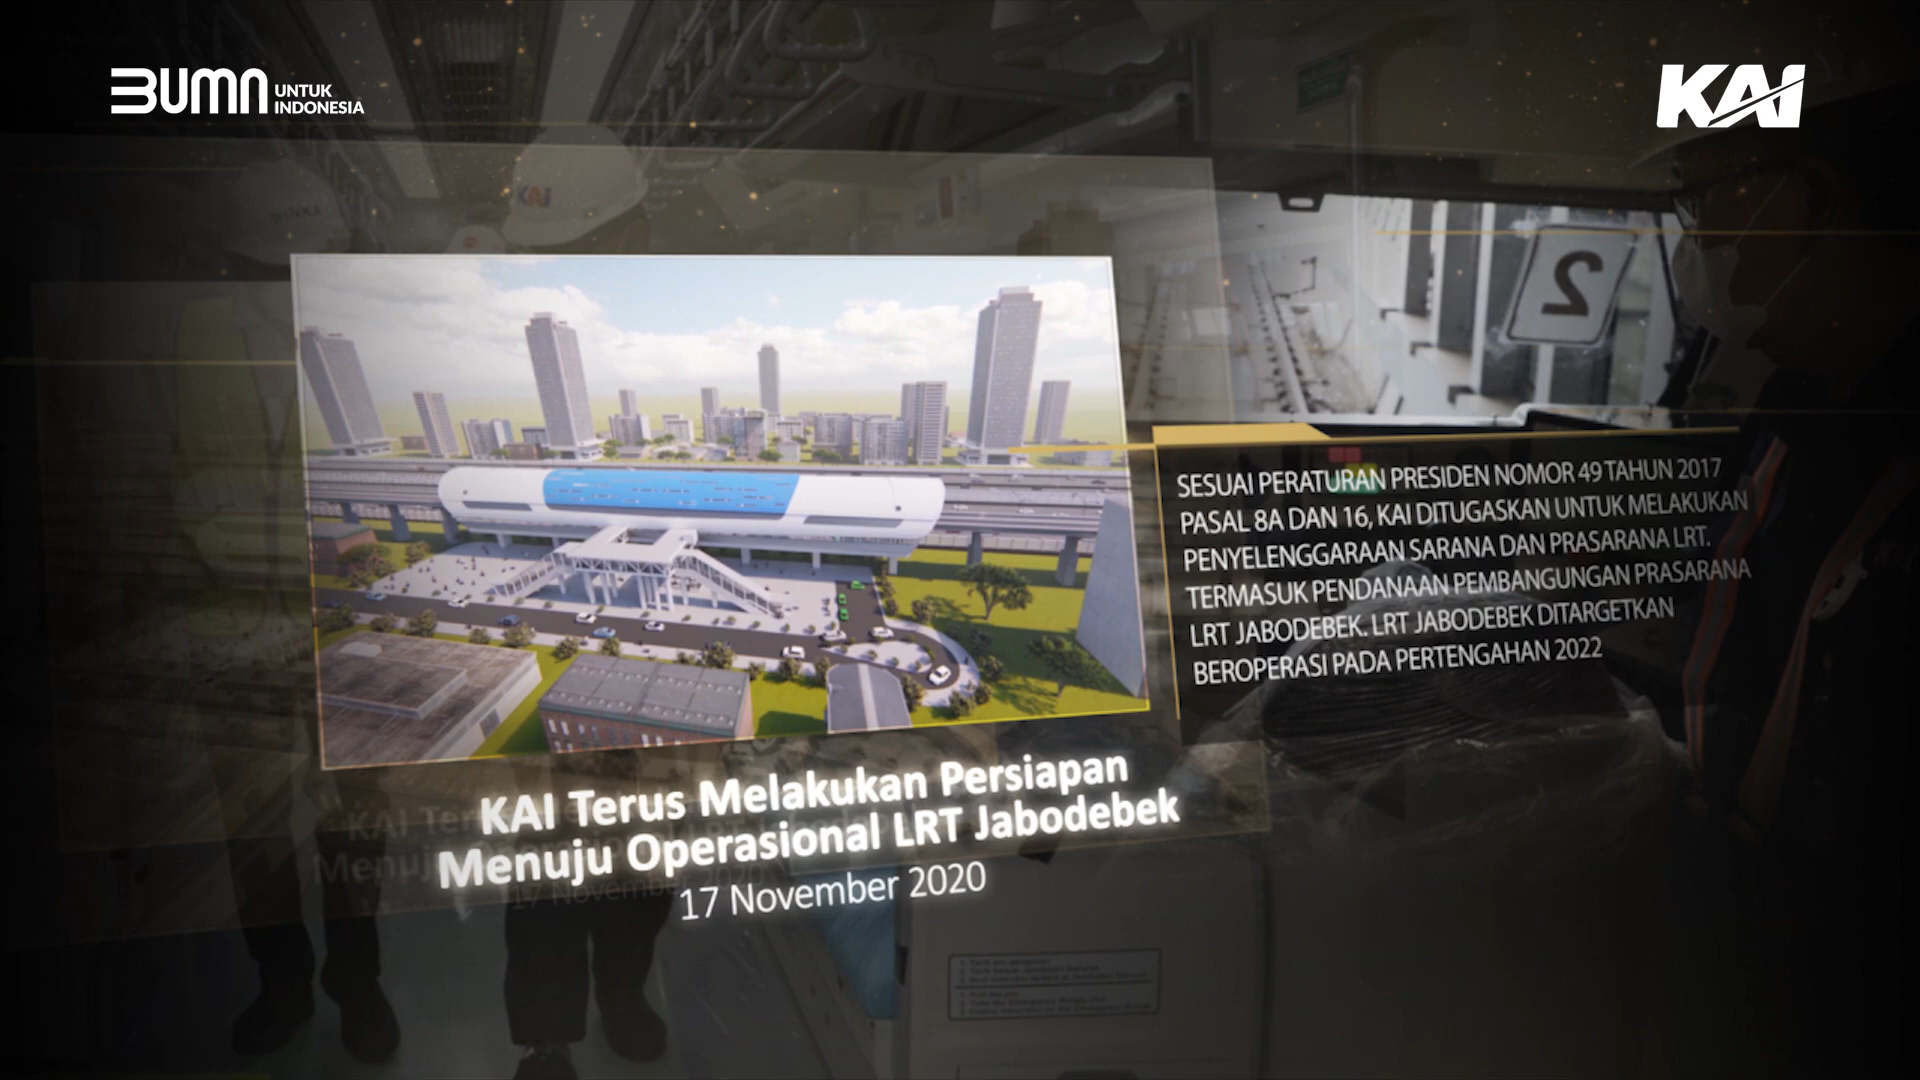 BUMN UNTUK
INDONESIA
KAI
KAI
2
SESUAI PERATURAN PRESIDEN NOMOR 49 TAHUN 2017
PASAL 8A DAN 16, KAI DITUGASKAN UNTUK MELAKUKAN
PENYELENGGARAAN SARANA DAN PRASARANA LRT.
TERMASUK PENDANAAN PEMBANGUNGAN PRASARANA
LRT JABODEBEK. LRT JABODEBEK DITARGETKAN
BEROPERASI PADA PERTENGAHAN 2022
KAI Terus Melakukan Persiapan
Menuju Operasional LRT Jabodebek
17 November 2020